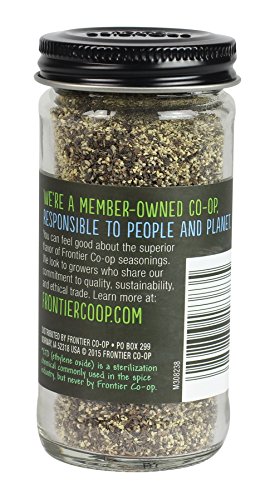 WE'RE A MEMBER-OWNED CO-OP.
RESPONSIBLE TO PEOPLE AND PLANET.
You can feel good about the superior
flavor of Frontier Co-op seasonings.
We look to growers who share our
commitment to quality, sustainability,
and ethical trade. Learn more at:
FRONTIERCOOP.COM
DISTRIBUTED BY FRONTIER CO-OP • PO BOX 299
NORWAY, IA 52318 USA © 2015 FRONTIER CO-OP
(ethylene oxide) is a sterilization
chemical commonly used in the spice
industry, but never by Frontier Co-op.
M308238